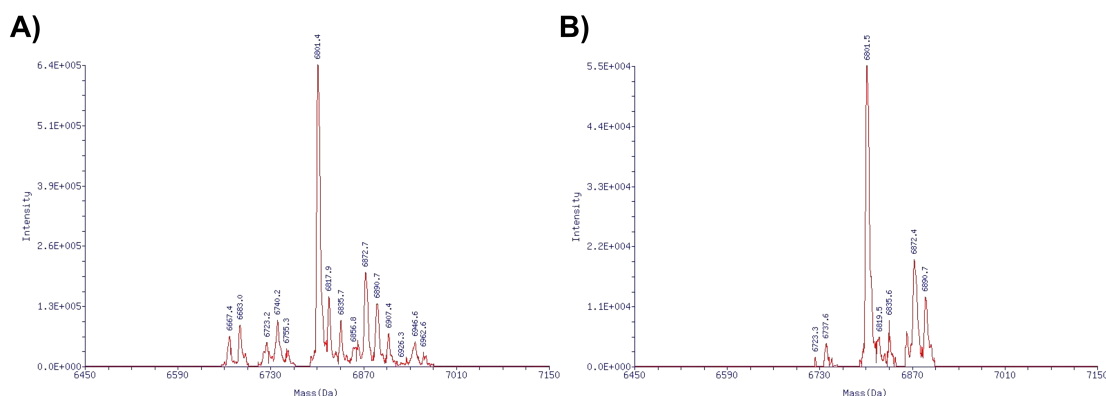 A)
6801.4
6.4E+005
5.1E+005
3.9E+005
2.6E+005
1.3E+005
0.0E+000
Intensity
6667.4
6683.0
6723.2
6740.2
6755.3
6817.9
6835.7
6856.8
6872.7
6890.7
6907.4
6926.3
6946.6
6962.6
6450
6590
6730
6870
7010
7150
Mass(Da)
B)
6801.5
5.5E+004
4.4E+004
3.3E+004
2.2E+004
1.1E+004
0.0E+000
Intensity
6723.3
6737.6
6819.5
6835.6
6872.4
6890.7
6450
6590
6730
6870
7010
7150
Mass(Da)